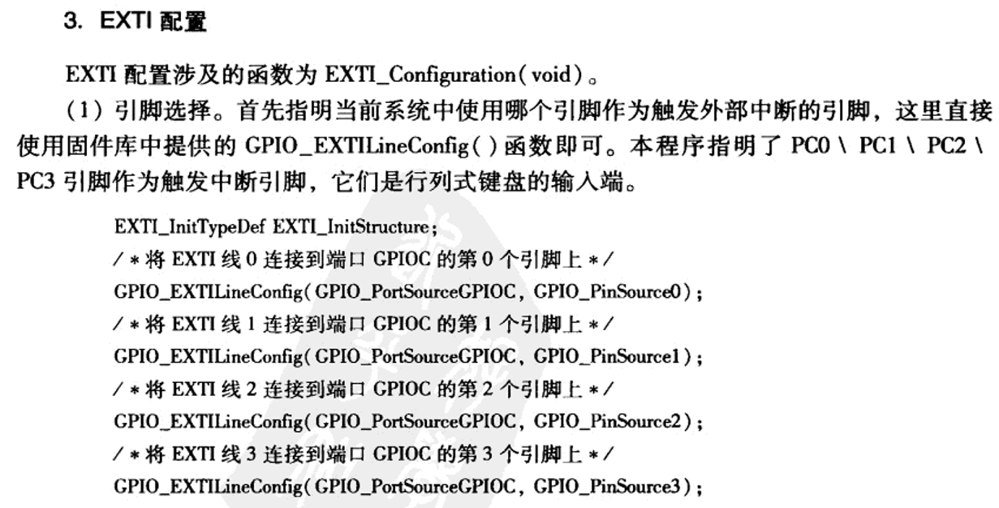 3. EXTI 配置
EXTI 配置涉及的函数为 EXTI_Configuration( void)。
(1) 引脚选择。首先指明当前系统中使用哪个引脚作为触发外部中断的引脚，这里直接
使用固件库中提供的 GPIO_EXTILineConfig( ) 函数即可。本程序指明了 PC0 \ PC1 \ PC2 \
PC3 引脚作为触发中断引脚，它们是行列式键盘的输入端。
EXTI_InitTypeDef EXTI_InitStructure;
/ * 将 EXTI 线 0 连接到端口 GPIOC 的第 0 个引脚上 * /
GPIO_EXTILineConfig( GPIO_PortSourceGPIOC, GPIO_PinSource0) ;
/ * 将 EXTI 线 1 连接到端口 GPIOC 的第 1 个引脚上 * /
GPIO_EXTILineConfig( GPIO_PortSourceGPIOC, GPIO_PinSource1) ;
/ * 将 EXTI 线 2 连接到端口 GPIOC 的第 2 个引脚上 * /
GPIO_EXTILineConfig( GPIO_PortSourceGPIOC, GPIO_PinSource2) ;
/ * 将 EXTI 线 3 连接到端口 GPIOC 的第 3 个引脚上 * /
GPIO_EXTILineConfig( GPIO_PortSourceGPIOC, GPIO_PinSource3) ;